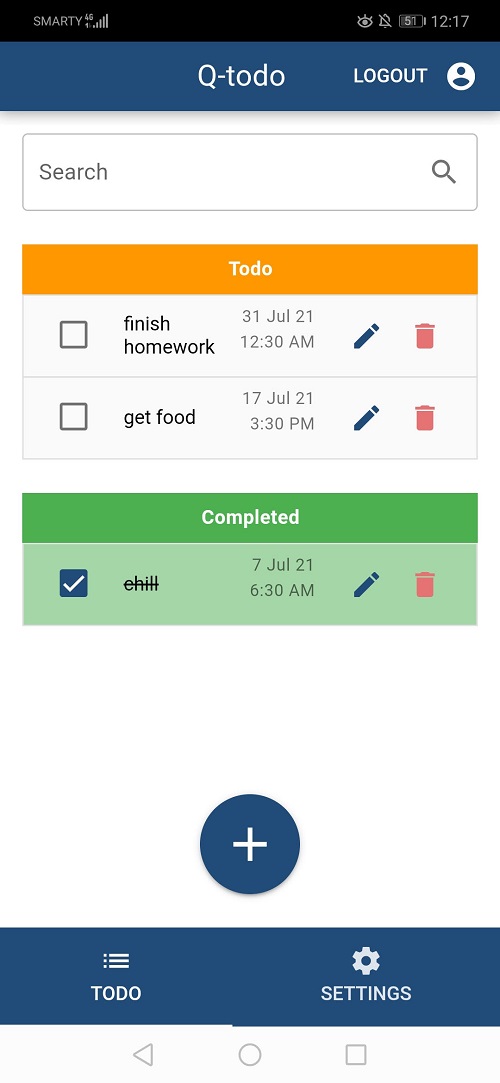 SMARTY 4G 51 12:17
Q-todo LOGOUT
Search
Todo
finish
homework
31 Jul 21
12:30 AM
get food
17 Jul 21
3:30 PM
Completed
chill
7 Jul 21
6:30 AM
TODO SETTINGS